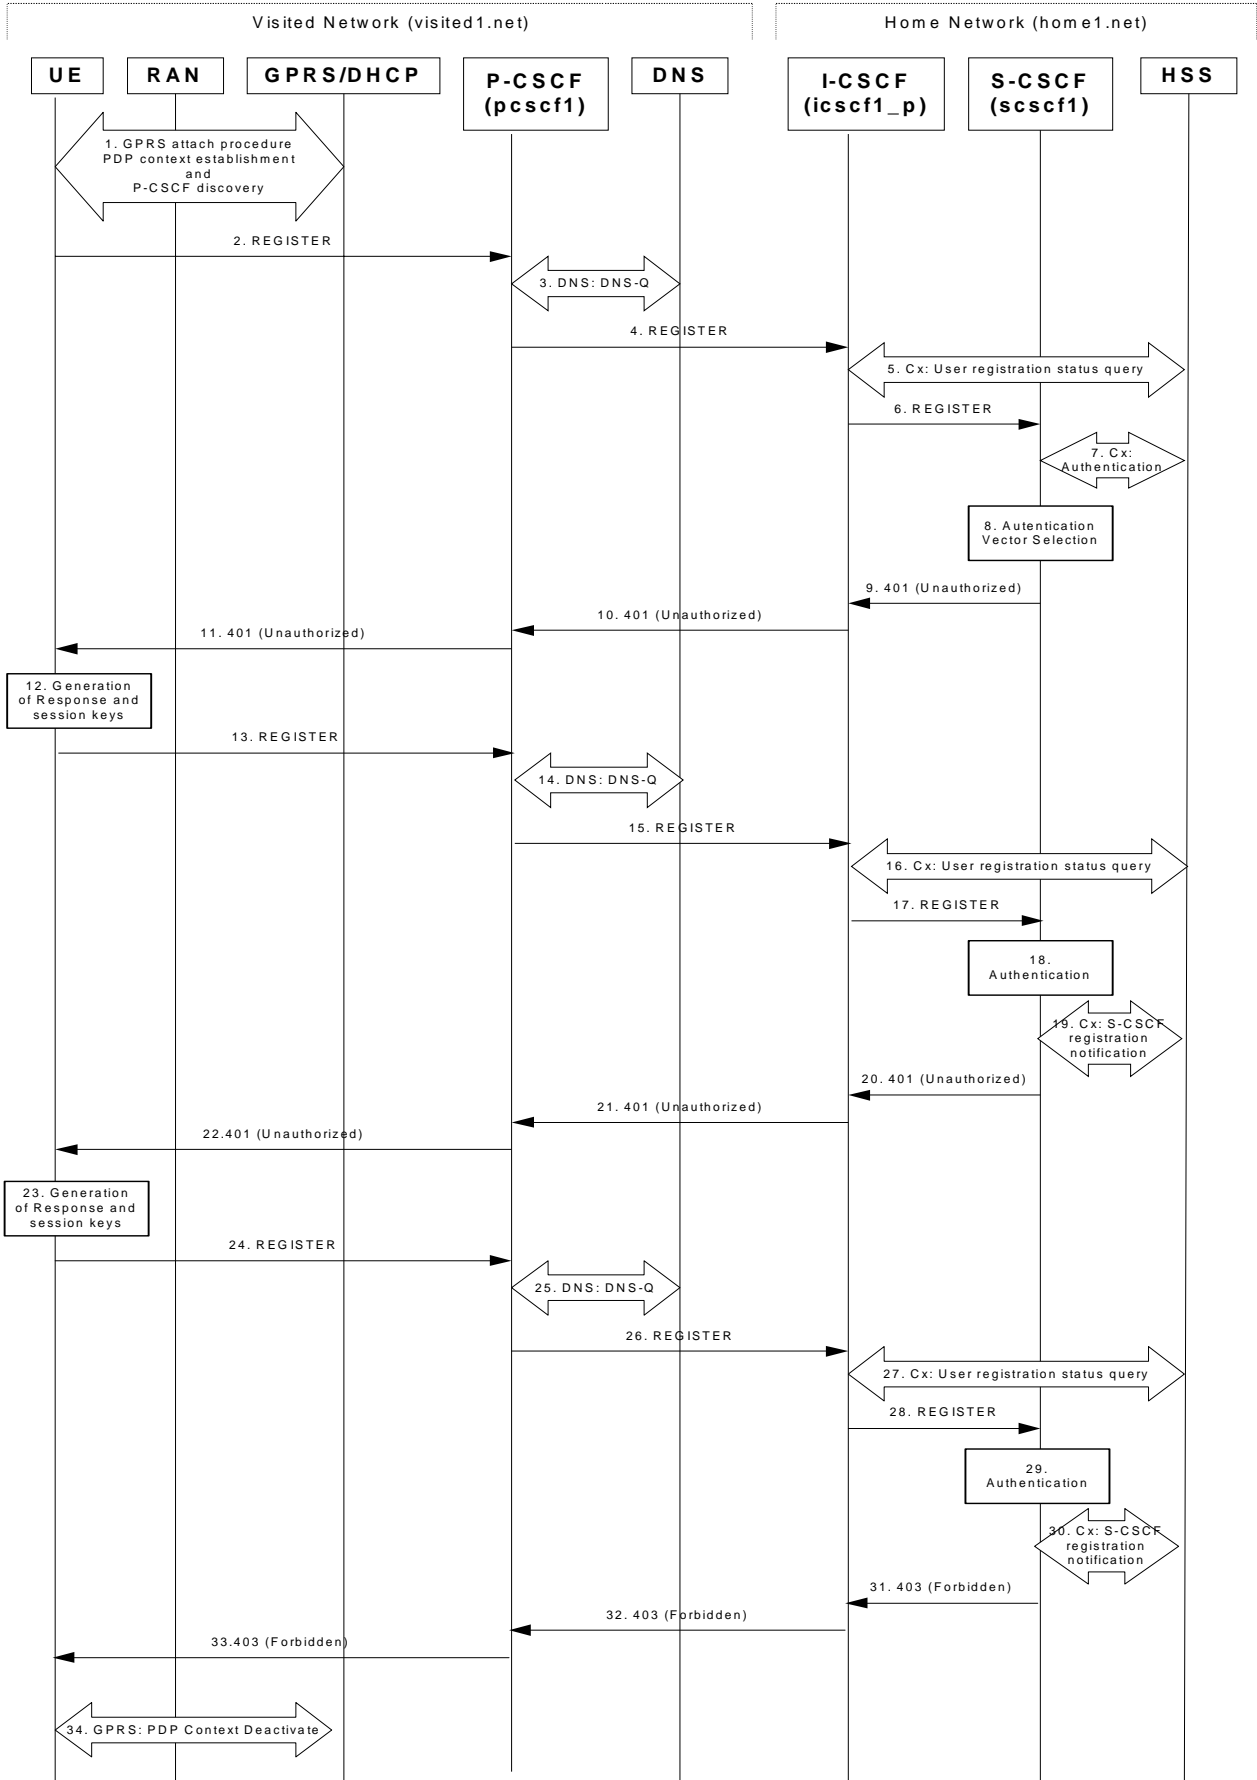 Visited Network (visited1.net)
Home Network (home1.net)
UE
RAN
GPRS/DHCP
P-CSCF
(pcscf1)
DNS
I-CSCF
(icscf1_p)
S-CSCF
(scscf1)
HSS
1. GPRS attach procedure
PDP context establishment
and
P-CSCF discovery
2. REGISTER
3. DNS: DNS-Q
4. REGISTER
5. Cx: User registration status query
6. REGISTER
7. Cx:
Authentication
8. Autentication
Vector Selection
9. 401 (Unauthorized)
10. 401 (Unauthorized)
11. 401 (Unauthorized)
12. Generation
of Response and
session keys
13. REGISTER
14. DNS: DNS-Q
15. REGISTER
16. Cx: User registration status query
17. REGISTER
18.
Authentication
19. Cx: S-CSCF
registration
notification
20. 401 (Unauthorized)
21. 401 (Unauthorized)
22.401 (Unauthorized)
23. Generation
of Response and
session keys
24. REGISTER
25. DNS: DNS-Q
26. REGISTER
27. Cx: User registration status query
28. REGISTER
29.
Authentication
30. Cx: S-CSCF
registration
notification
31. 403 (Forbidden)
32. 403 (Forbidden)
33.403 (Forbidden)
34. GPRS: PDP Context Deactivate